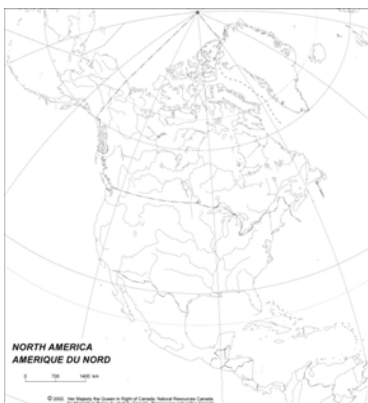 NORTH AMERICA
AMERIQUE DU NORD
0 700 1400 km
© 2002. Her Majesty the Queen in Right of Canada, Natural Resources Canada.